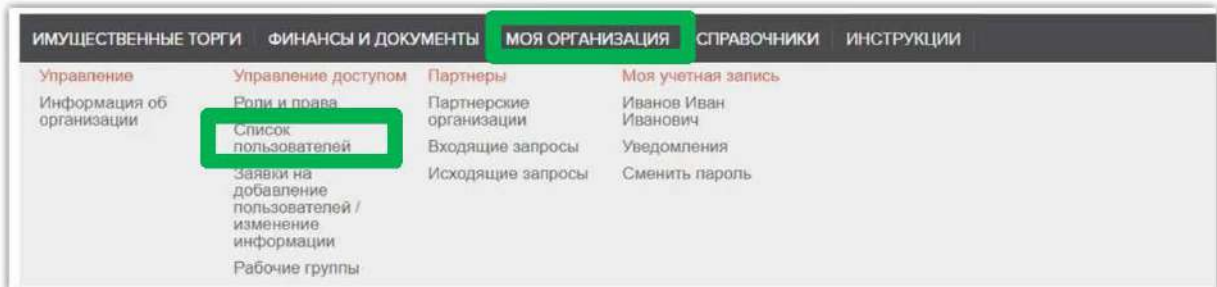 ИМУЩЕСТВЕННЫЕ ТОРГИ ФИНАНСЫ И ДОКУМЕНТЫ МОЯ ОРГАНИЗАЦИЯ СПРАВОЧНИКИ ИНСТРУКЦИИ
Управление
Информация об
организации
Управление доступом
Роли и права
Список
пользователей
Заявки на
добавление
пользователей /
изменение
информации
Рабочие группы
Партнеры
Партнерские
организации
Входящие запросы
Исходящие запросы
Моя учетная запись
Иванов Иван
Иванович
Уведомления
Сменить пароль